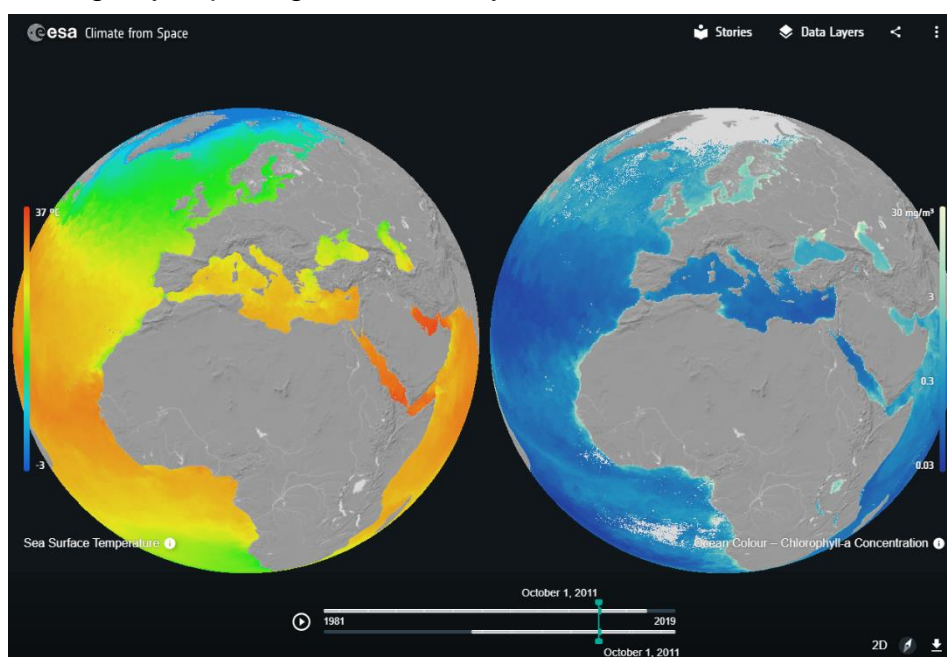 esa Climate from Space
Stories
Data Layers
37 °C
-3
30 mg/m³
3
0.3
0.03
Sea Surface Temperature
Ocean Colour – Chlorophyll-a Concentration
October 1, 2011
1981
2019
October 1, 2011
2D